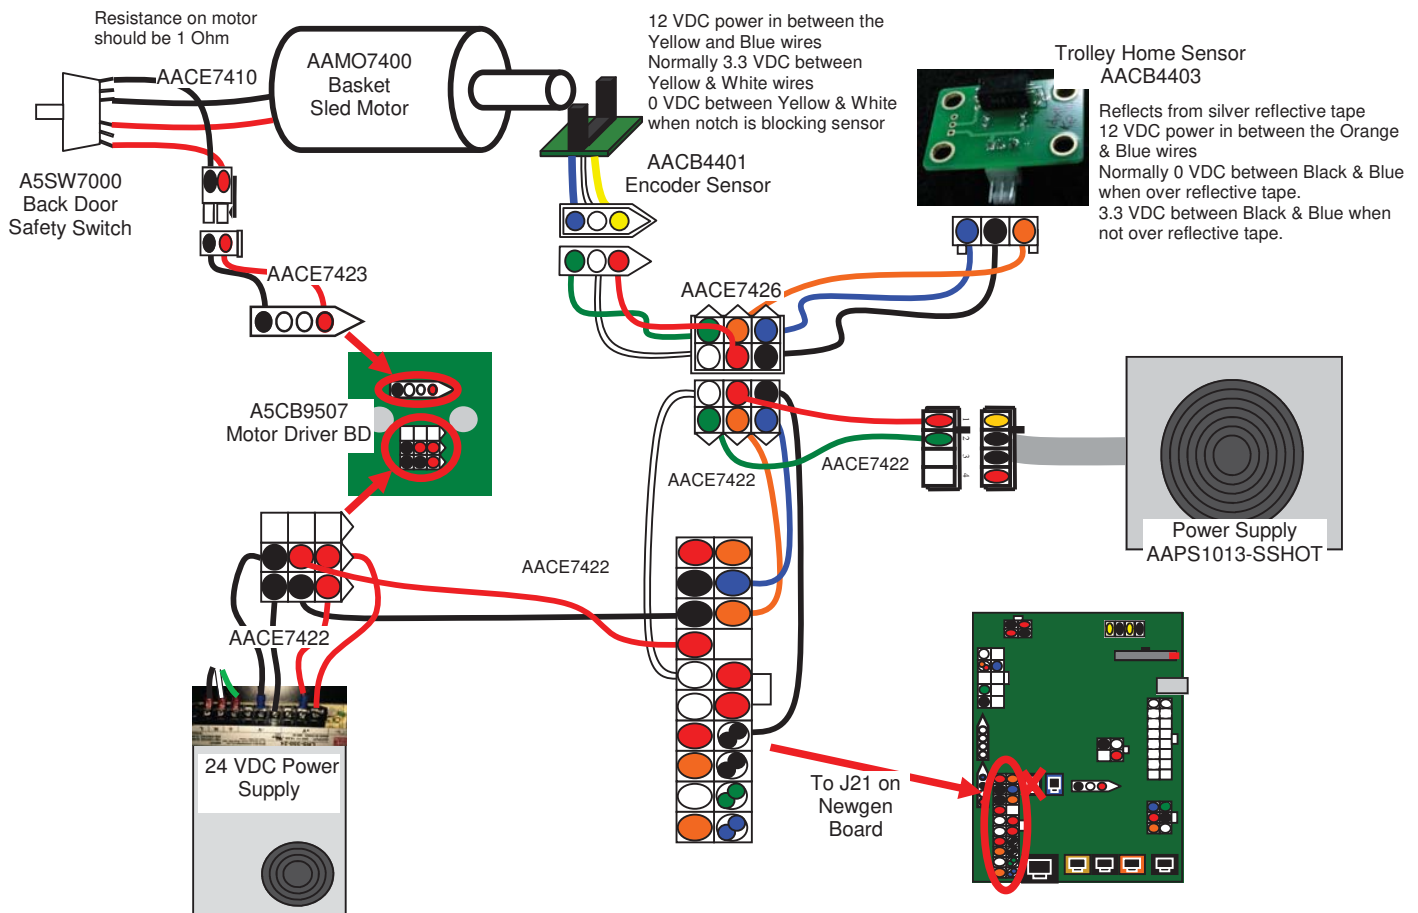 Resistance on motor
should be 1 Ohm
AACE7410
AAMO7400
Basket
Sled Motor
12 VDC power in between the
Yellow and Blue wires
Normally 3.3 VDC between
Yellow & White wires
0 VDC between Yellow & White
when notch is blocking sensor
Trolley Home Sensor
AACB4403
Reflects from silver reflective tape
12 VDC power in between the Orange
& Blue wires
Normally 0 VDC between Black & Blue
when over reflective tape.
3.3 VDC between Black & Blue when
not over reflective tape.
AACB4401
Encoder Sensor
A5SW7000
Back Door
Safety Switch
AACE7423
AACE7426
A5CB9507
Motor Driver BD
1
2
3
4
AACE7422
AACE7422
Power Supply
AAPS1013-SSHOT
AACE7422
AACE7422
24 VDC Power
Supply
To J21 on
Newgen
Board